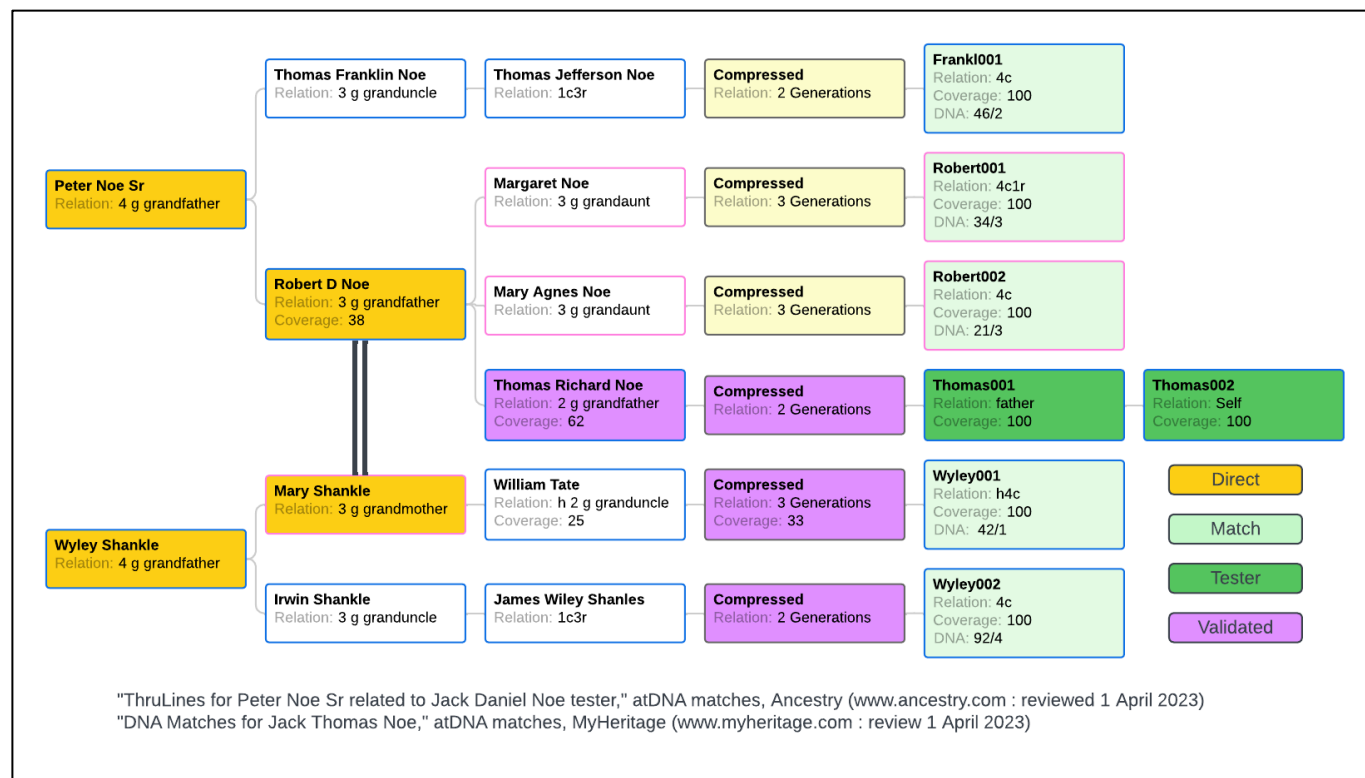 Thomas Franklin Noe
Relation: 3 g granduncle
Thomas Jefferson Noe
Relation: 1c3r
Compressed
Relation: 2 Generations
Frankl001
Relation: 4c
Coverage: 100
DNA: 46/2
Peter Noe Sr
Relation: 4 g grandfather
Margaret Noe
Relation: 3 g grandaunt
Compressed
Relation: 3 Generations
Robert001
Relation: 4c1r
Coverage: 100
DNA: 34/3
Robert D Noe
Relation: 3 g grandfather
Coverage: 38
Mary Agnes Noe
Relation: 3 g grandaunt
Compressed
Relation: 3 Generations
Robert002
Relation: 4c
Coverage: 100
DNA: 21/3
Thomas Richard Noe
Relation: 2 g grandfather
Coverage: 62
Compressed
Relation: 2 Generations
Thomas001
Relation: father
Coverage: 100
Thomas002
Relation: Self
Coverage: 100
Mary Shankle
Relation: 3 g grandmother
William Tate
Relation: h 2 g granduncle
Coverage: 25
Compressed
Relation: 3 Generations
Coverage: 33
Wyley001
Relation: h4c
Coverage: 100
DNA: 42/1
Wyley Shankle
Relation: 4 g grandfather
Irwin Shankle
Relation: 3 g granduncle
James Wiley Shanles
Relation: 1c3r
Compressed
Relation: 2 Generations
Wyley002
Relation: 4c
Coverage: 100
DNA: 92/4
Direct
Match
Tester
Validated
"ThruLines for Peter Noe Sr related to Jack Daniel Noe tester," atDNA matches, Ancestry (www.ancestry.com : reviewed 1 April 2023)
"DNA Matches for Jack Thomas Noe," atDNA matches, MyHeritage (www.myheritage.com : review 1 April 2023)